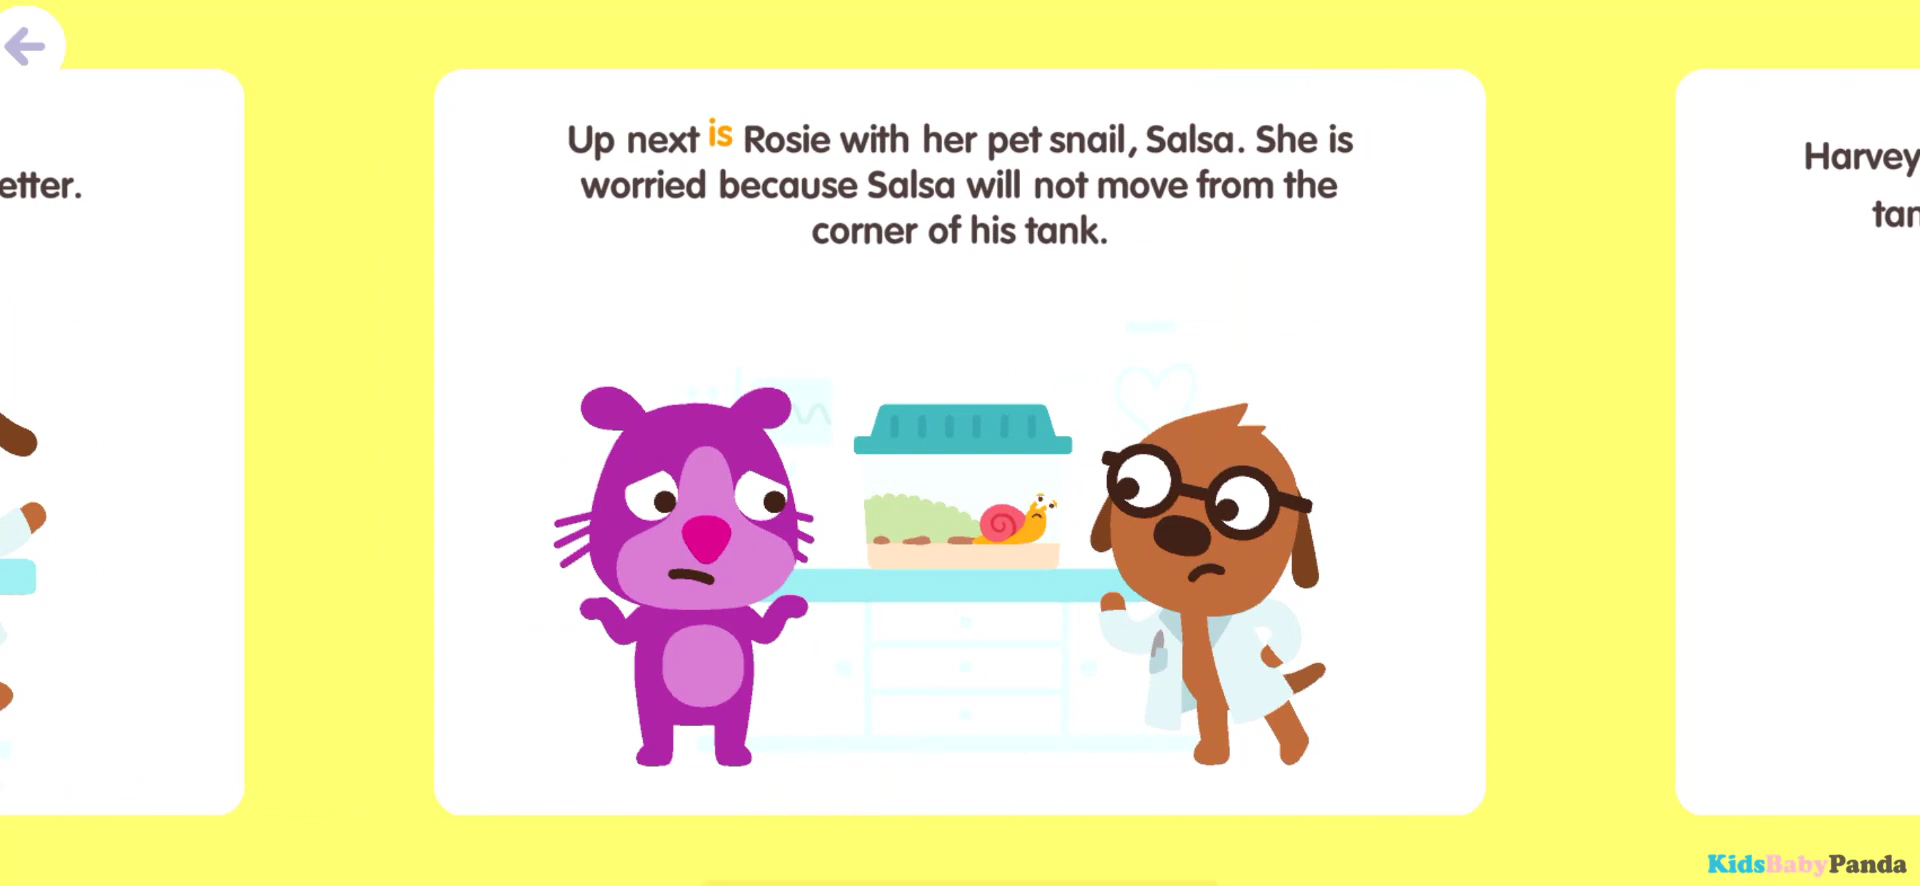 etter.
Up next is Rosie with her pet snail, Salsa. She is
worried because Salsa will not move from the
corner of his tank.
Harvey
tan
KidsBabyPanda